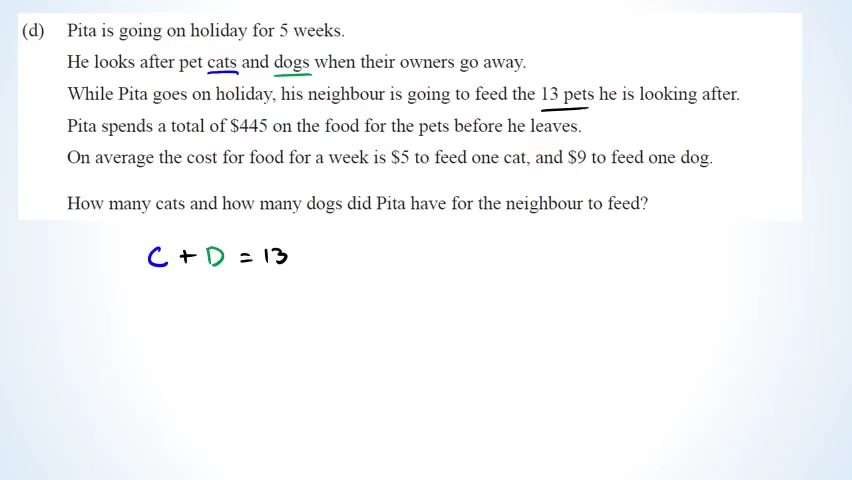 (d) Pita is going on holiday for 5 weeks.
He looks after pet cats and dogs when their owners go away.
While Pita goes on holiday, his neighbour is going to feed the 13 pets he is looking after.
Pita spends a total of $445 on the food for the pets before he leaves.
On average the cost for food for a week is $5 to feed one cat, and $9 to feed one dog.
How many cats and how many dogs did Pita have for the neighbour to feed?
C + D = 13